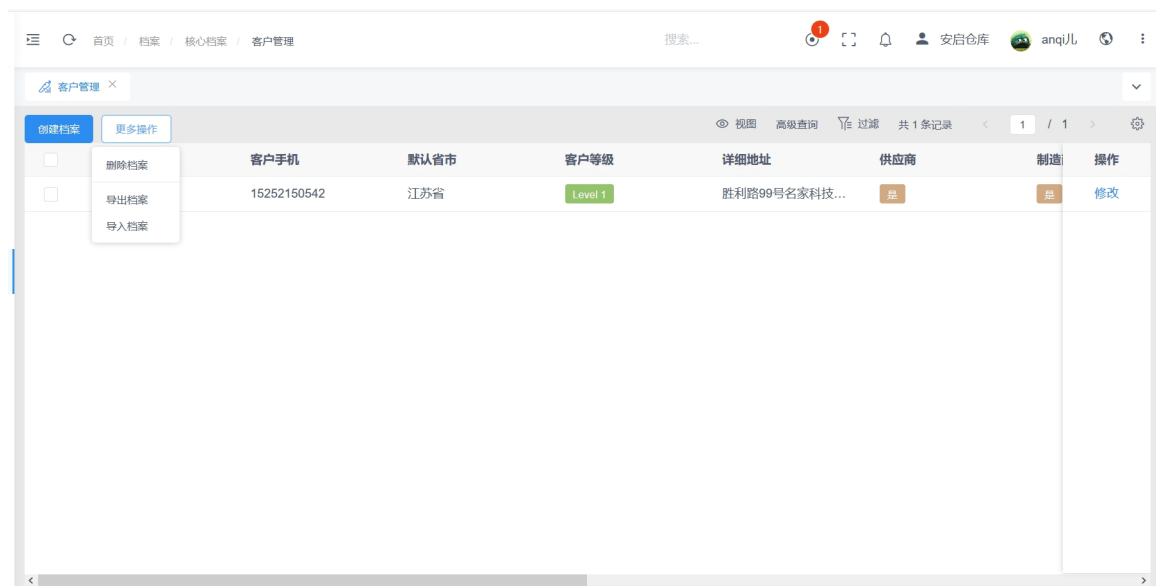 首页 / 档案 / 核心档案 / 客户管理 搜索... 1 安启仓库 anqi儿
客户管理
创建档案 更多操作 视图 高级查询 过滤 共 1 条记录 1 / 1
客户手机 默认省市 客户等级 详细地址 供应商 制造 操作
15252150542 江苏省 Level 1 胜利路99号名家科技... 是 是 修改
删除档案
导出档案
导入档案